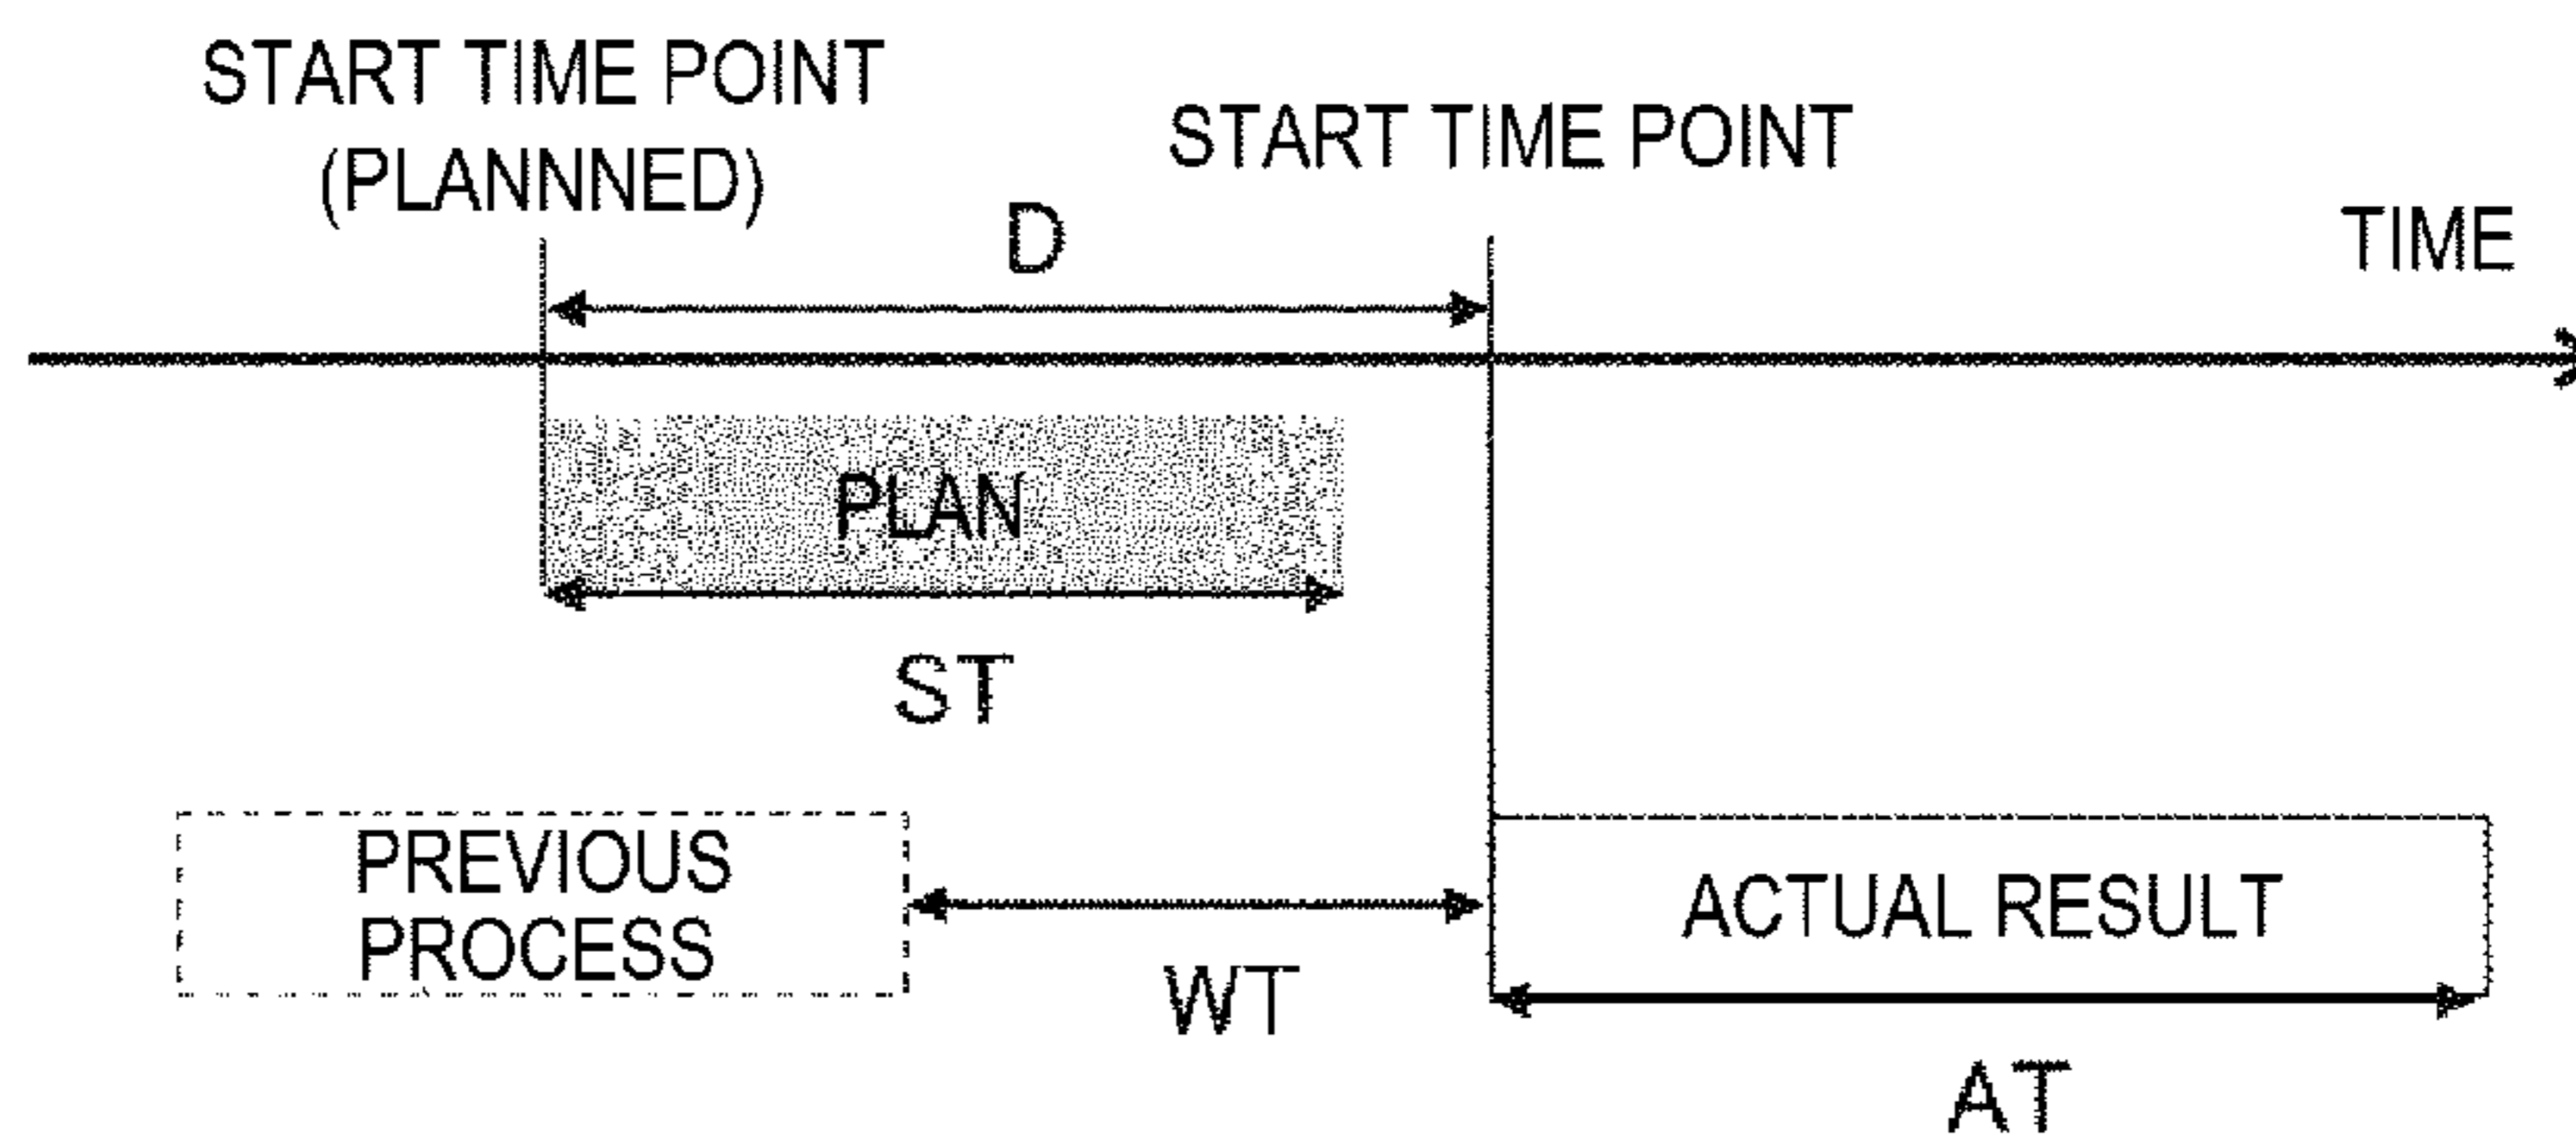 START TIME POINT
(PLANNNED)
START TIME POINT
D
TIME
PLAN
ST
PREVIOUS
PROCESS
WT
ACTUAL RESULT
AT